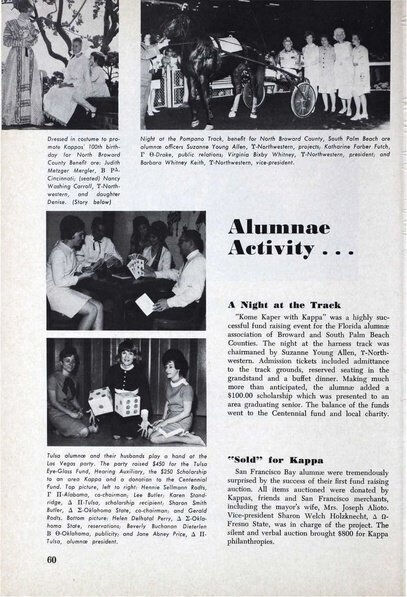 Dressed in costume to pro-
mote Kappas' 100th birth-
day for North Broward
County Benefit are: Judith
Metzger Mergler, B PΔ-
Cincinnati; (seated) Nancy
Washing Carroll, T-North-
western, and daughter
Denise. (Story below)
Night at the Pompano Track, benefit for North Broward County, South Palm Beach are
alumnæ officers Suzanne Young Allen, T-Northwestern, projects; Katharine Farber Futch,
Γ Θ-Drake, public relations; Virginia Bixby Whitney, T-Northwestern, president; and
Barbara Whitney Keith, T-Northwestern, vice-president.
Alumnae
Activity . . .
A Night at the Track
"Kome Kaper with Kappa" was a highly suc-
cessful fund raising event for the Florida alumnæ
association of Broward and South Palm Beach
Counties. The night at the harness track was
chairmaned by Suzanne Young Allen, T-North-
western. Admission tickets included admittance
to the track grounds, reserved seating in the
grandstand and a buffet dinner. Making much
more than anticipated, the alumnæ added a
$100.00 scholarship which was presented to an
area graduating senior. The balance of the funds
went to the Centennial fund and local charity.
Tulsa alumnæ and their husbands play a hand at the
Las Vegas party. The party raised $450 for the Tulsa
Eye-Glass Fund, Hearing Auxiliary, the $250 Scholarship
to an area Kappa and a donation to the Centennial
Fund. Top picture, left to right: Hennie Sellmann Rodts,
Γ Π-Alabama, co-chairman; Lee Butler; Karen Stand-
ridge, Δ Π-Tulsa, scholarship recipient, Sharon Smith
Butler, Δ Σ-Oklahoma State, co-chairman; and Gerald
Rodts. Bottom picture: Helen Delhotal Perry, Δ Σ-Okla-
homa State, reservations; Beverly Buchanan Dieterlen
B Θ-Oklahoma, publicity; and Jane Abney Price, Δ Π-
Tulsa, alumnæ president.
"Sold" for Kappa
San Francisco Bay alumnæ were tremendously
surprised by the success of their first fund raising
auction. All items auctioned were donated by
Kappas, friends and San Francisco merchants,
including the mayor's wife, Mrs. Joseph Alioto.
Vice-president Sharon Welch Holzknecht, Δ Ω-
Fresno State, was in charge of the project. The
silent and verbal auction brought $800 for Kappa
philanthropies.
60